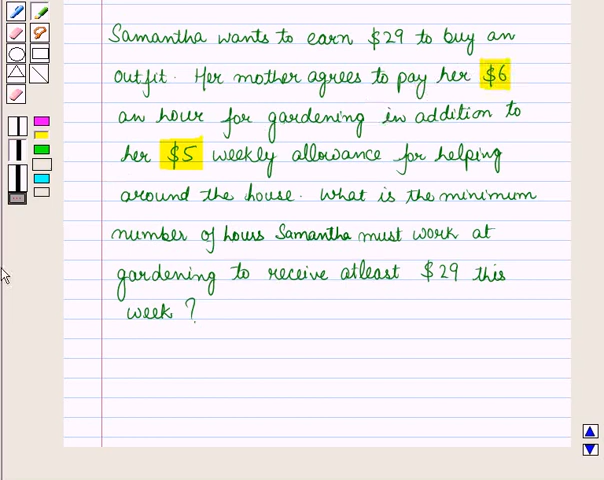 Samantha wants to earn $29 to buy an
outfit. Her mother agrees to pay her $6
an hour for gardening in addition to
her $5 weekly allowance for helping
around the house. What is the minimum
number of hours Samantha must work at
gardening to receive atleast $29 this
week ?